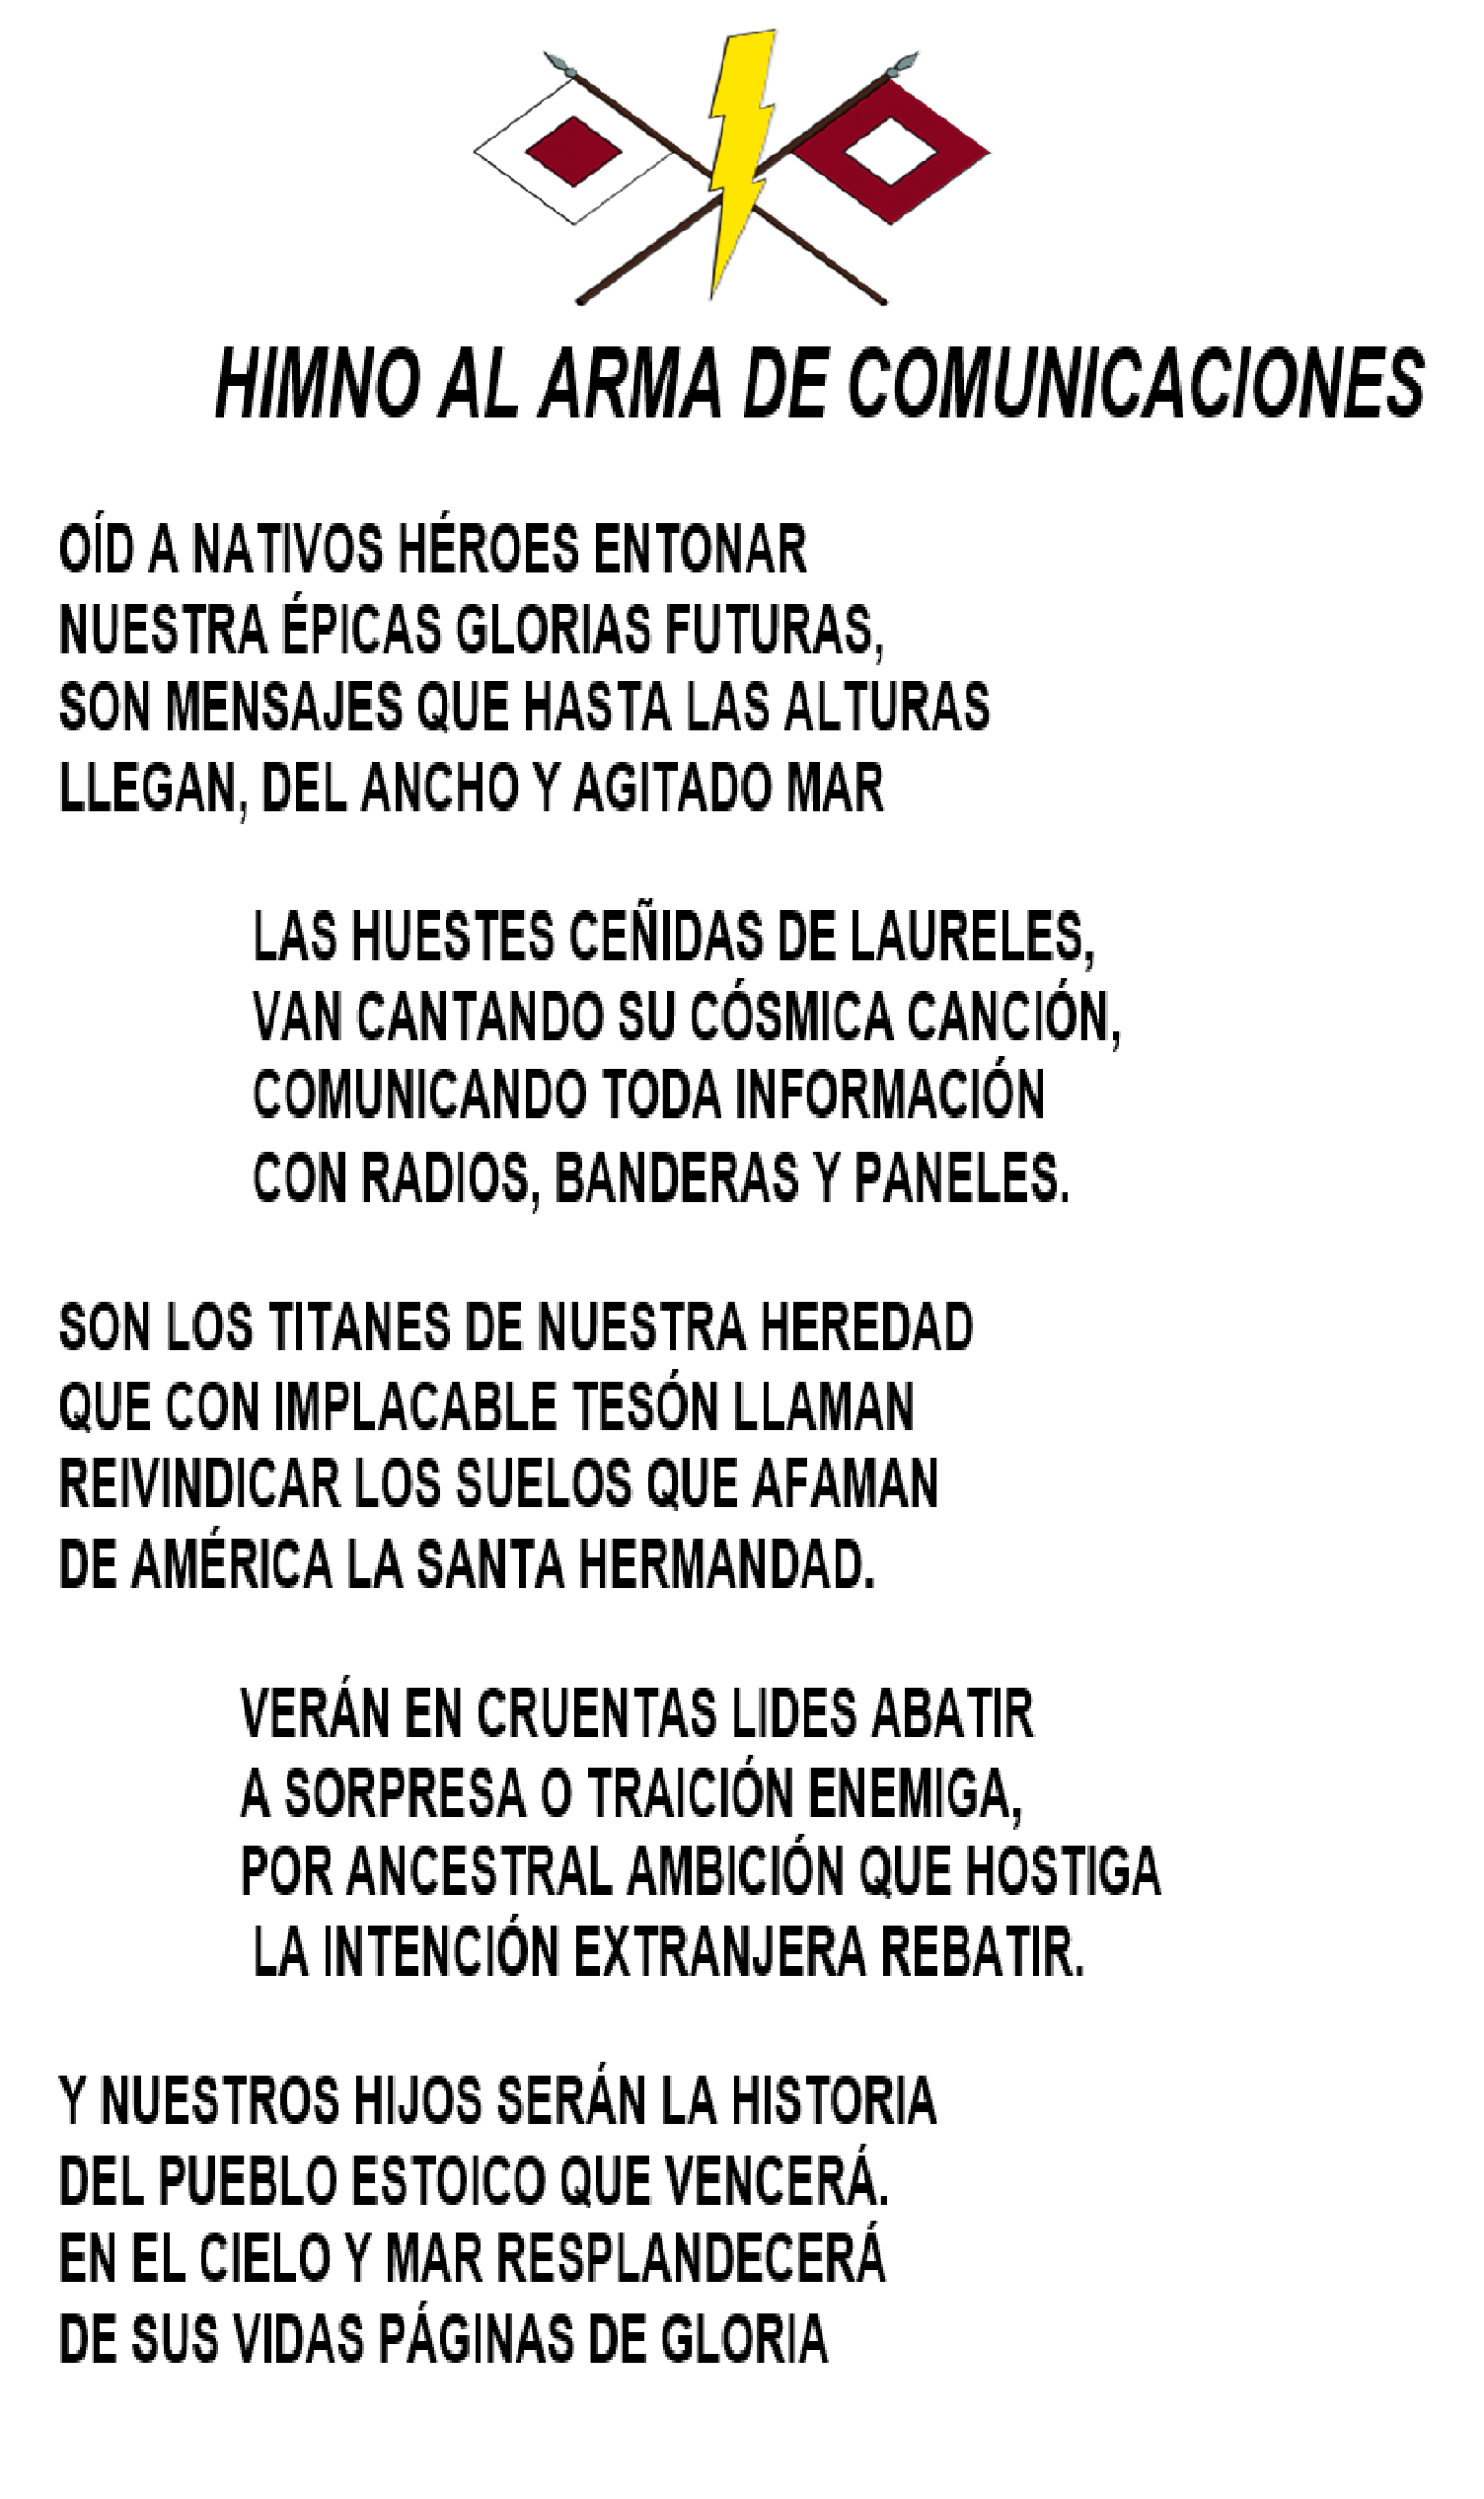 HIMNO AL ARMA DE COMUNICACIONES
OÍD A NATIVOS HÉROES ENTONAR
NUESTRA ÉPICAS GLORIAS FUTURAS,
SON MENSAJES QUE HASTA LAS ALTURAS
LLEGAN, DEL ANCHO Y AGITADO MAR
LAS HUESTES CEÑIDAS DE LAURELES,
VAN CANTANDO SU CÓSMICA CANCIÓN,
COMUNICANDO TODA INFORMACIÓN
CON RADIOS, BANDERAS Y PANELES.
SON LOS TITANES DE NUESTRA HEREDAD
QUE CON IMPLACABLE TESÓN LLAMAN
REIVINDICAR LOS SUELOS QUE AFAMAN
DE AMÉRICA LA SANTA HERMANDAD.
VERÁN EN CRUENTAS LIDES ABATIR
A SORPRESA O TRAICIÓN ENEMIGA,
POR ANCESTRAL AMBICIÓN QUE HOSTIGA
LA INTENCIÓN EXTRANJERA REBATIR.
Y NUESTROS HIJOS SERÁN LA HISTORIA
DEL PUEBLO ESTOICO QUE VENCERÁ.
EN EL CIELO Y MAR RESPLANDECERÁ
DE SUS VIDAS PÁGINAS DE GLORIA